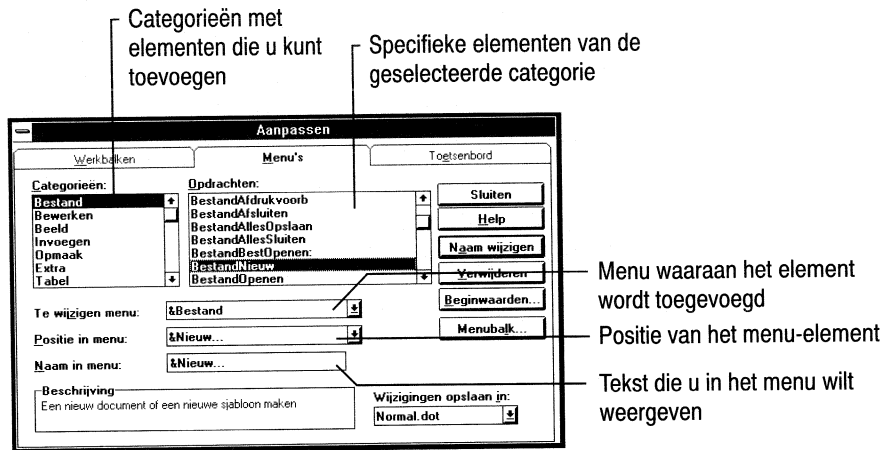 Categorieën met
elementen die u kunt
toevoegen
Specifieke elementen van de
geselecteerde categorie
Aanpassen
Werkbalken
Menu's
Toetsenbord
Categorieën:
Bestand
Bewerken
Beeld
Invoegen
Opmaak
Extra
Tabel
Opdrachten:
BestandAfdrukvoorb
BestandAfsluiten
BestandAllesOpslaan
BestandAllesSluiten
BestandBestOpenen:
BestandNieuw
BestandOpenen
Sluiten
Help
Naam wijzigen
Verwijderen
Beginwaarden...
Menubalk...
Te wijzigen menu:
&Bestand
Positie in menu:
&Nieuw...
Naam in menu:
&Nieuw...
Beschrijving
Een nieuw document of een nieuwe sjabloon maken
Wijzigingen opslaan in:
Normal.dot
Menu waaraan het element
wordt toegevoegd
Positie van het menu-element
Tekst die u in het menu wilt
weergeven